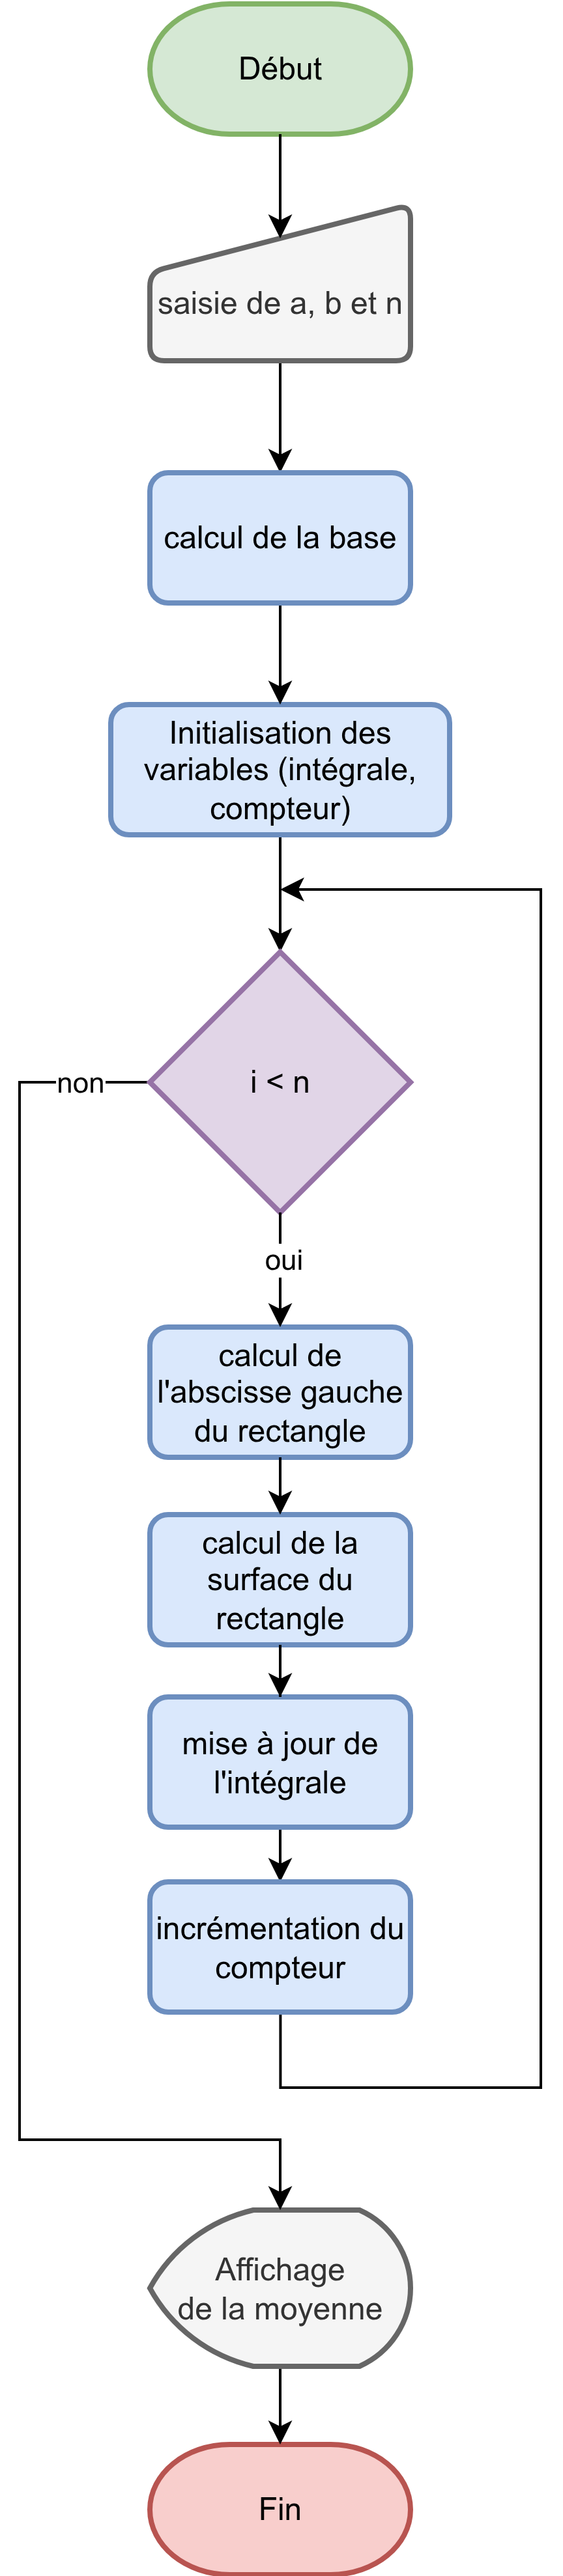 Début
saisie de a, b et n
calcul de la base
Initialisation des
variables (intégrale,
compteur)
i < n
non
oui
calcul de
l'abscisse gauche
du rectangle
calcul de la
surface du
rectangle
mise à jour de
l'intégrale
incrémentation du
compteur
Affichage
de la moyenne
Fin